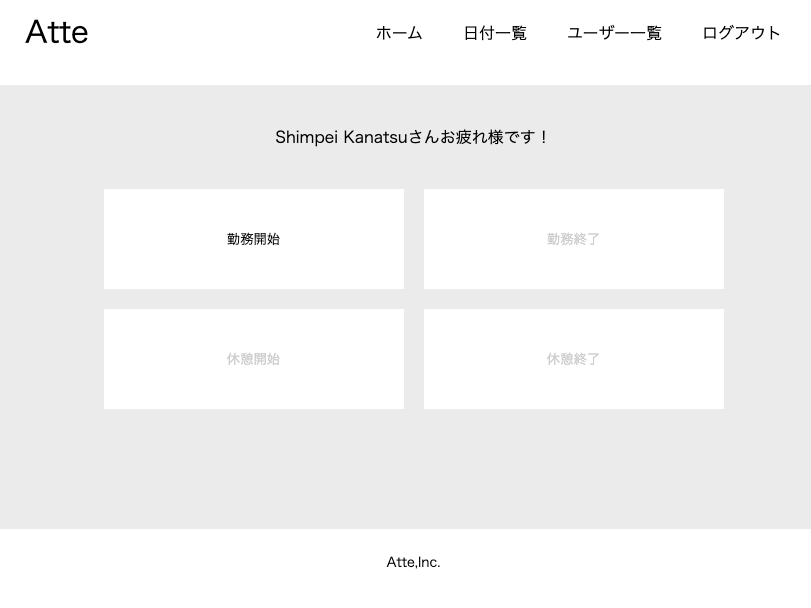 Atte
ホーム 日付一覧 ユーザー一覧 ログアウト
Shimpei Kanatsuさんお疲れ様です！
勤務開始 勤務終了
休憩開始 休憩終了
Atte,Inc.